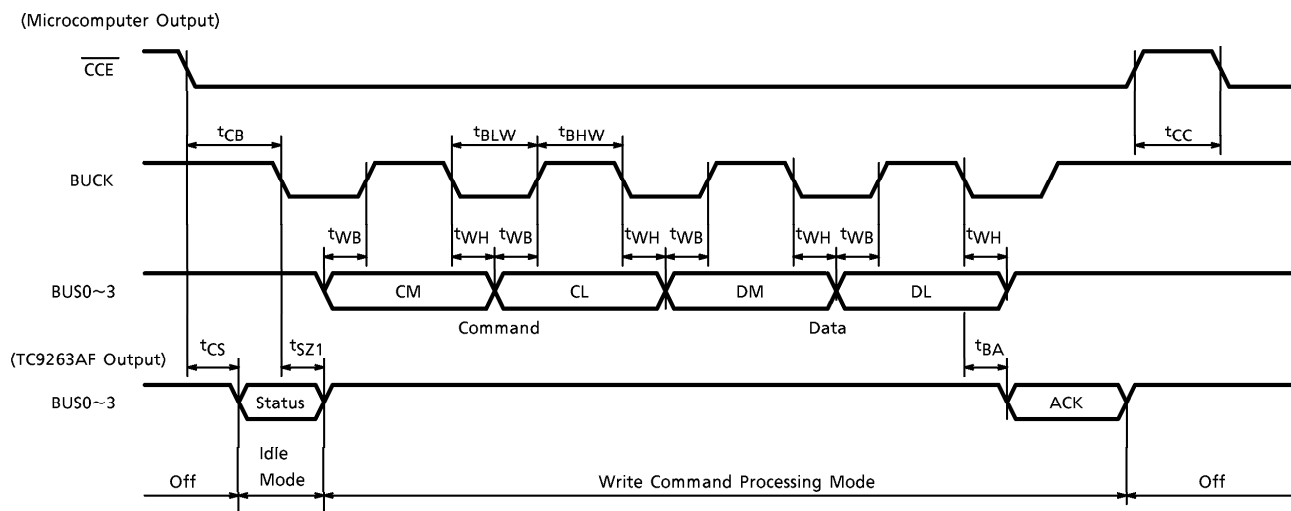 (Microcomputer Output)
CCE
tCB
tBLW
tBHW
tCC
BUCK
tWB
tWH
tWB
tWH
tWB
tWH
tWB
tWH
BUS0~3
CM
CL
DM
DL
Command
Data
tCS
tSZ1
tBA
(TC9263AF Output)
BUS0~3
Status
ACK
Idle
Mode
Off
Write Command Processing Mode
Off